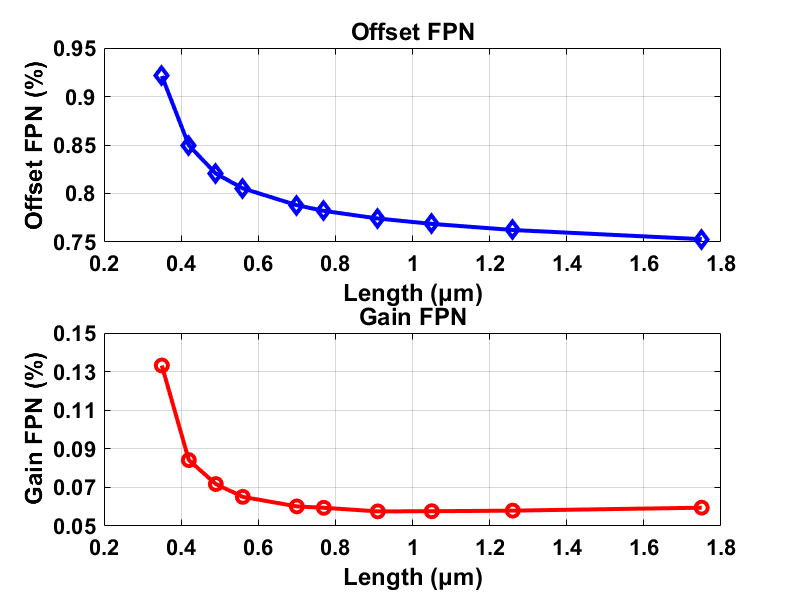 Offset FPN
Offset FPN (%)
0.95
0.9
0.85
0.8
0.75
0.2 0.4 0.6 0.8 1 1.2 1.4 1.6 1.8
Length (µm)
Gain FPN
Gain FPN (%)
0.15
0.13
0.11
0.09
0.07
0.05
0.2 0.4 0.6 0.8 1 1.2 1.4 1.6 1.8
Length (µm)